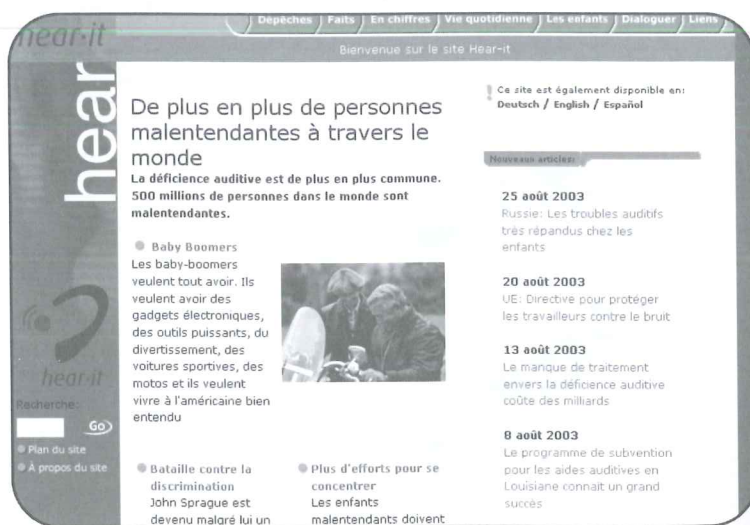 hear-it
Dépêches
Faits
En chiffres
Vie quotidienne
Les enfants
Dialoguer
Liens
Bienvenue sur le site Hear-it
hear
hear-it
Recherche:
Go
Plan du site
À propos du site
De plus en plus de personnes
malentendantes à travers le
monde
La déficience auditive est de plus en plus commune.
500 millions de personnes dans le monde sont
malentendantes.
Baby Boomers
Les baby-boomers
veulent tout avoir. Ils
veulent avoir des
gadgets électroniques,
des outils puissants, du
divertissement, des
voitures sportives, des
motos et ils veulent
vivre à l'américaine bien
entendu
Bataille contre la
discrimination
John Sprague est
devenu malgré lui un
Plus d'efforts pour se
concentrer
Les enfants
malentendants doivent
! Ce site est également disponible en:
Deutsch / English / Español
Nouveaux articles:
25 août 2003
Russie: Les troubles auditifs
très répandus chez les
enfants
20 août 2003
UE: Directive pour protéger
les travailleurs contre le bruit
13 août 2003
Le manque de traitement
envers la déficience auditive
coûte des milliards
8 août 2003
Le programme de subvention
pour les aides auditives en
Louisiane connait un grand
succès